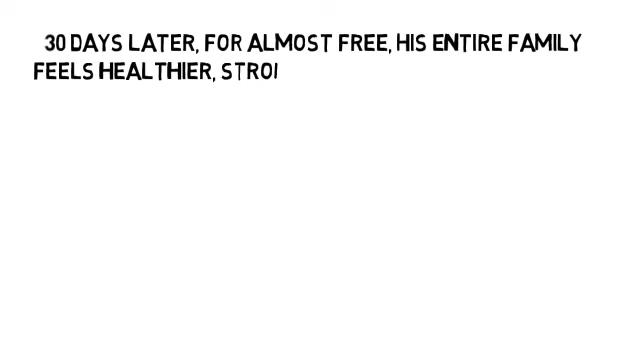 30 DAYS LATER, FOR ALMOST FREE, HIS ENTIRE FAMILY
FEELS HEALTHIER,